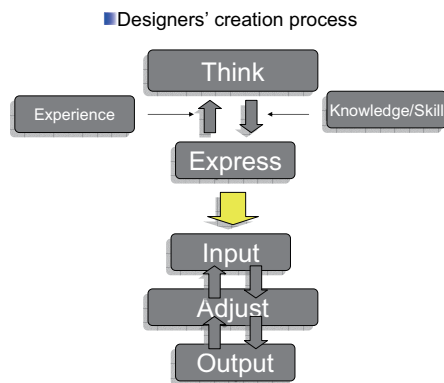 Designers' creation process
Think
Experience
Knowledge/Skill
Express
Input
Adjust
Output